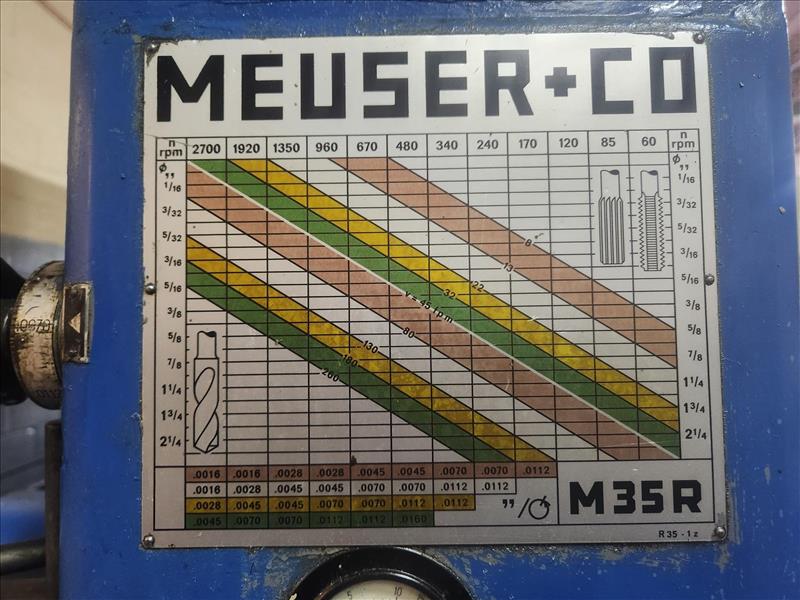 MEUSER+CO
n rpm 2700 1920 1350 960 670 480 340 240 170 120 85 60 n rpm
ø " ø "
1/16 1/16
3/32 3/32
5/32 5/32
3/16 3/16
5/16 5/16
3/8 3/8
5/8 5/8
7/8 7/8
1 1/4 1 1/4
1 3/4 1 3/4
2 1/4 2 1/4
8
13
22
32
v = 45 fpm
80
130
180
260
.0016 .0016 .0028 .0028 .0045 .0045 .0070 .0070 .0112
.0016 .0028 .0045 .0045 .0070 .0070 .0112 .0112
.0028 .0045 .0045 .0070 .0070 .0112 .0112
.0045 .0070 .0070 .0112 .0112 .0160
"/
M35R
R 35 - 1 z
5 10